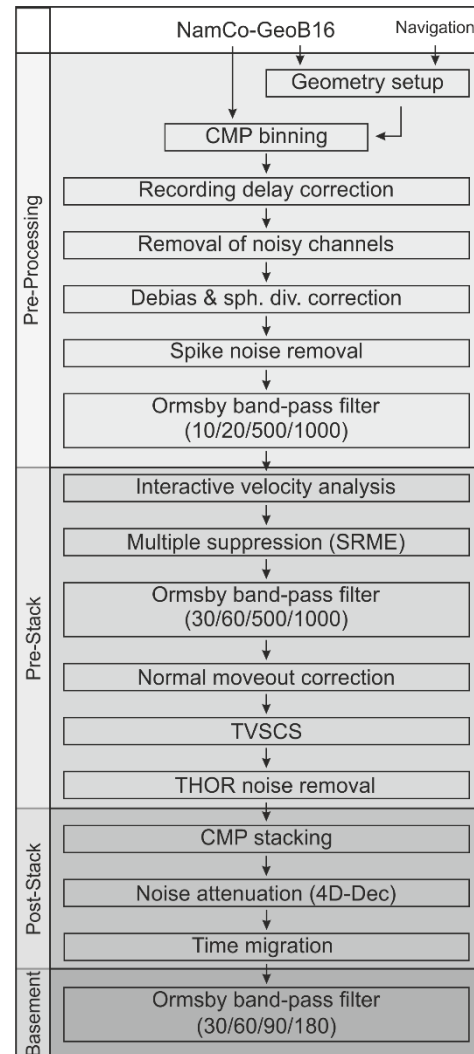 NamCo-GeoB16
Navigation
Pre-Processing
Geometry setup
CMP binning
Recording delay correction
Removal of noisy channels
Debias & sph. div. correction
Spike noise removal
Ormsby band-pass filter
(10/20/500/1000)
Pre-Stack
Interactive velocity analysis
Multiple suppression (SRME)
Ormsby band-pass filter
(30/60/500/1000)
Normal moveout correction
TVSCS
THOR noise removal
Post-Stack
CMP stacking
Noise attenuation (4D-Dec)
Time migration
Basement
Ormsby band-pass filter
(30/60/90/180)